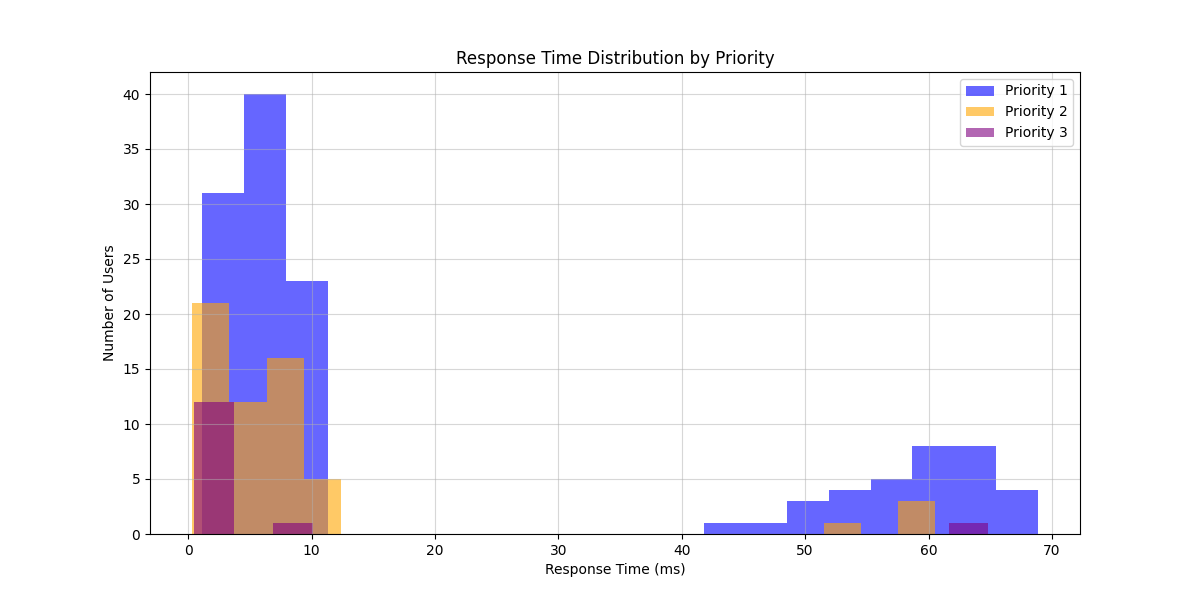 Response Time Distribution by Priority
Priority 1
Priority 2
Priority 3
40
35
30
25
20
15
10
5
0
Number of Users
0 10 20 30 40 50 60 70
Response Time (ms)